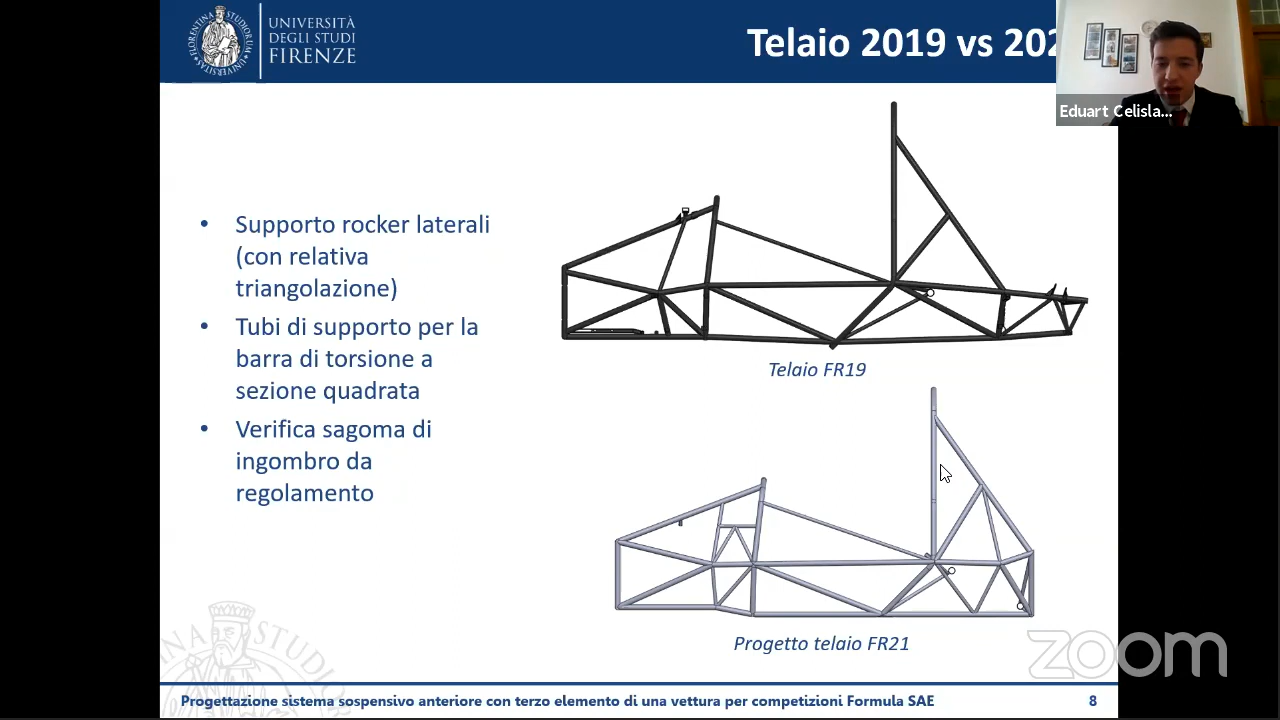 UNIVERSITÀ
DEGLI STUDI
FIRENZE
Telaio 2019 vs 202
Eduart Celisla...
• Supporto rocker laterali
(con relativa
triangolazione)
• Tubi di supporto per la
barra di torsione a
sezione quadrata
• Verifica sagoma di
ingombro da
regolamento
Telaio FR19
Progetto telaio FR21
zoom
Progettazione sistema sospensivo anteriore con terzo elemento di una vettura per competizioni Formula SAE
8